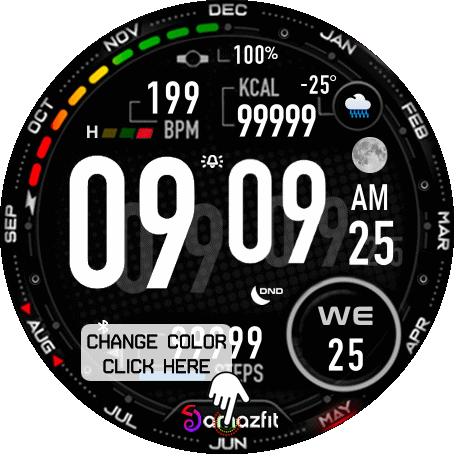 DEC
NOV
JAN
100%
199
BPM
KCAL
-25°
99999
OCT
FEB
H
09 09
AM
25
SEP
MAR
DND
WE
25
CHANGE COLOR
CLICK HERE
AUG
APR
amazfit
JUL
MAY
JUN